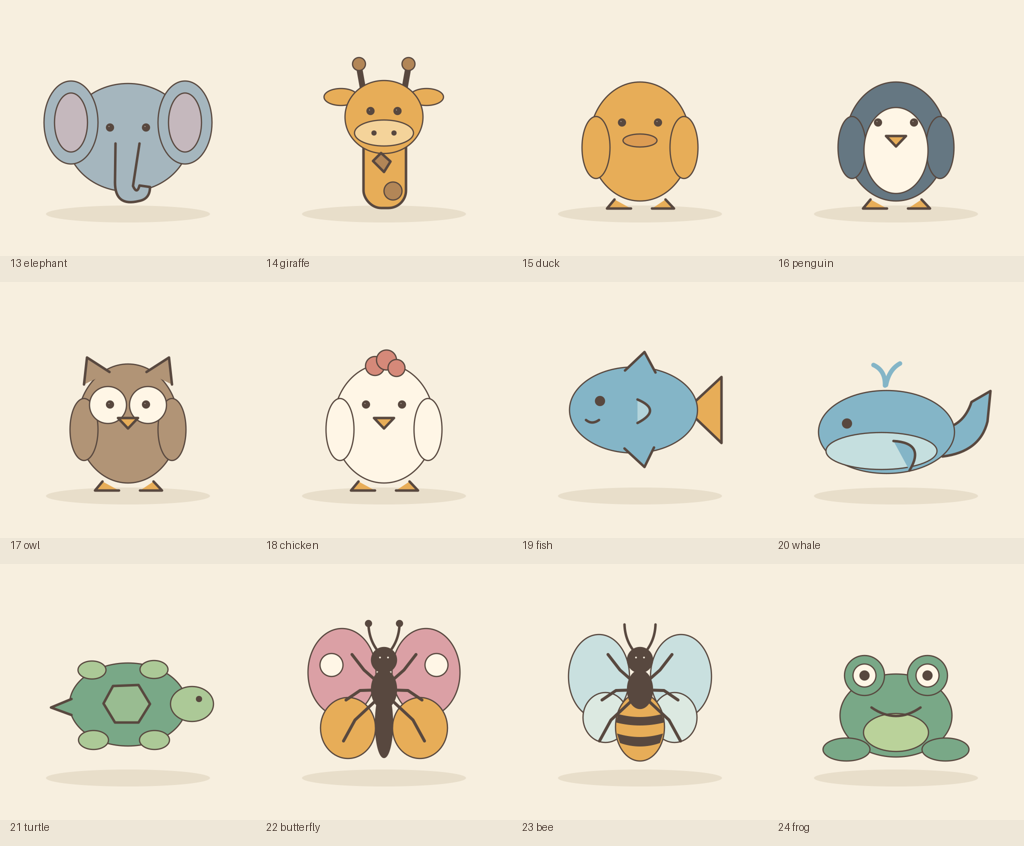 13 elephant
14 giraffe
15 duck
16 penguin
17 owl
18 chicken
19 fish
20 whale
21 turtle
22 butterfly
23 bee
24 frog